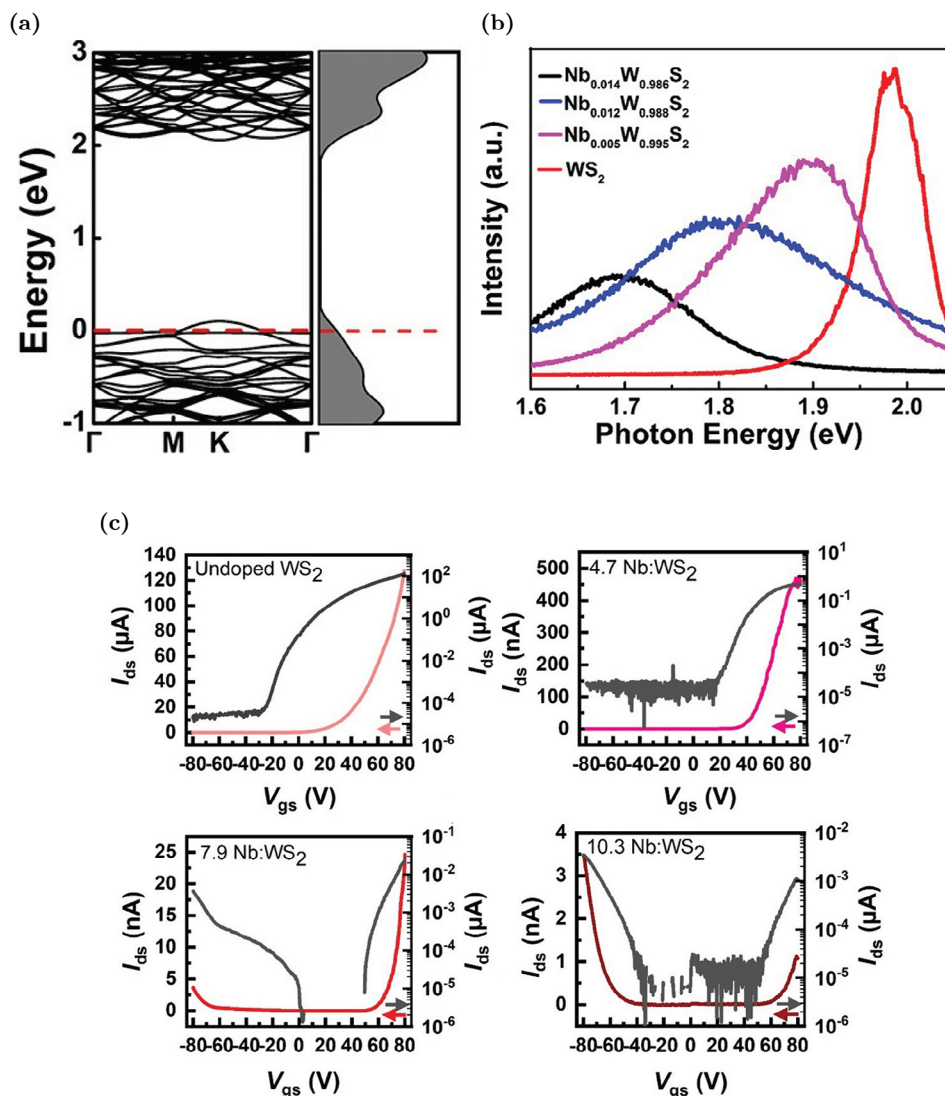 (a)
Energy (eV)
3
2
1
0
-1
Γ M K Γ
(b)
Intensity (a.u.)
Nb0.014W0.986S2
Nb0.012W0.988S2
Nb0.005W0.995S2
WS2
1.6 1.7 1.8 1.9 2.0
Photon Energy (eV)
(c)
Undoped WS2
Ids (µA)
140
120
100
80
60
40
20
0
10^2
10^0
10^-2
10^-4
10^-6
Ids (µA)
-80 -60 -40 -20 0 20 40 60 80
Vgs (V)
4.7 Nb:WS2
Ids (nA)
500
400
300
200
100
0
10^1
10^-1
10^-3
10^-5
10^-7
Ids (µA)
-80 -60 -40 -20 0 20 40 60 80
Vgs (V)
7.9 Nb:WS2
Ids (nA)
25
20
15
10
5
0
10^-1
10^-2
10^-3
10^-4
10^-5
10^-6
Ids (µA)
-80 -60 -40 -20 0 20 40 60 80
Vgs (V)
10.3 Nb:WS2
Ids (nA)
4
3
2
1
0
10^-2
10^-3
10^-4
10^-5
10^-6
Ids (µA)
-80 -60 -40 -20 0 20 40 60 80
Vgs (V)